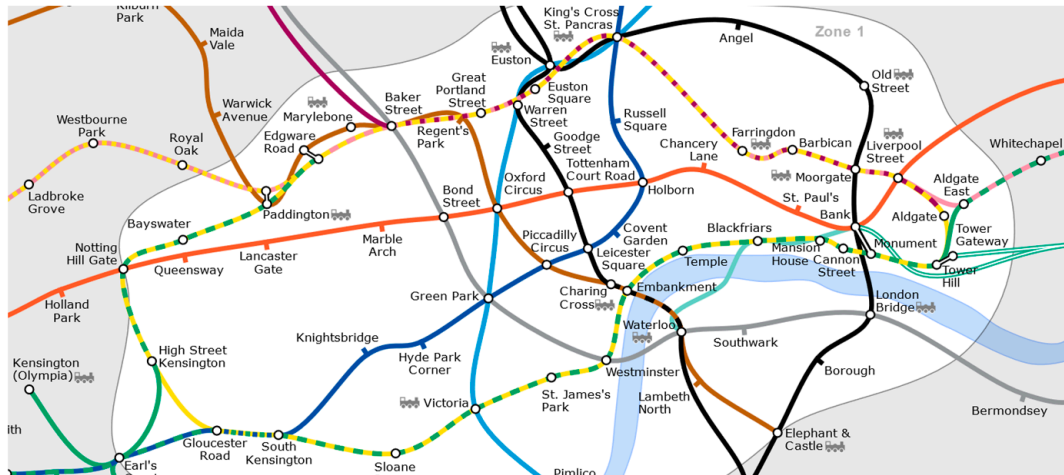 Kilburn
Park
Maida
Vale
Warwick
Avenue
Westbourne
Park
Royal
Oak
Ladbroke
Grove
Edgware
Road
Marylebone
Paddington
Baker
Street
Great
Portland
Street
Regent's
Park
Euston
King's Cross
St. Pancras
Euston
Square
Warren
Street
Goodge
Street
Tottenham
Court Road
Russell
Square
Angel
Zone 1
Old
Street
Farringdon
Barbican
Moorgate
Liverpool
Street
Whitechapel
Aldgate
East
Aldgate
Tower
Gateway
Tower
Hill
Chancery
Lane
St. Paul's
Bank
Monument
Holborn
Oxford
Circus
Bond
Street
Marble
Arch
Lancaster
Gate
Queensway
Bayswater
Notting
Hill Gate
Holland
Park
Covent
Garden
Leicester
Square
Piccadilly
Circus
Charing
Cross
Embankment
Temple
Blackfriars
Mansion
House
Cannon
Street
Green Park
Hyde Park
Corner
Knightsbridge
High Street
Kensington
Kensington
(Olympia)
ith
Earl's
Gloucester
Road
South
Kensington
Sloane
Victoria
St. James's
Park
Westminster
Waterloo
Southwark
London
Bridge
Borough
Bermondsey
Lambeth
North
Elephant &
Castle
Pimlico